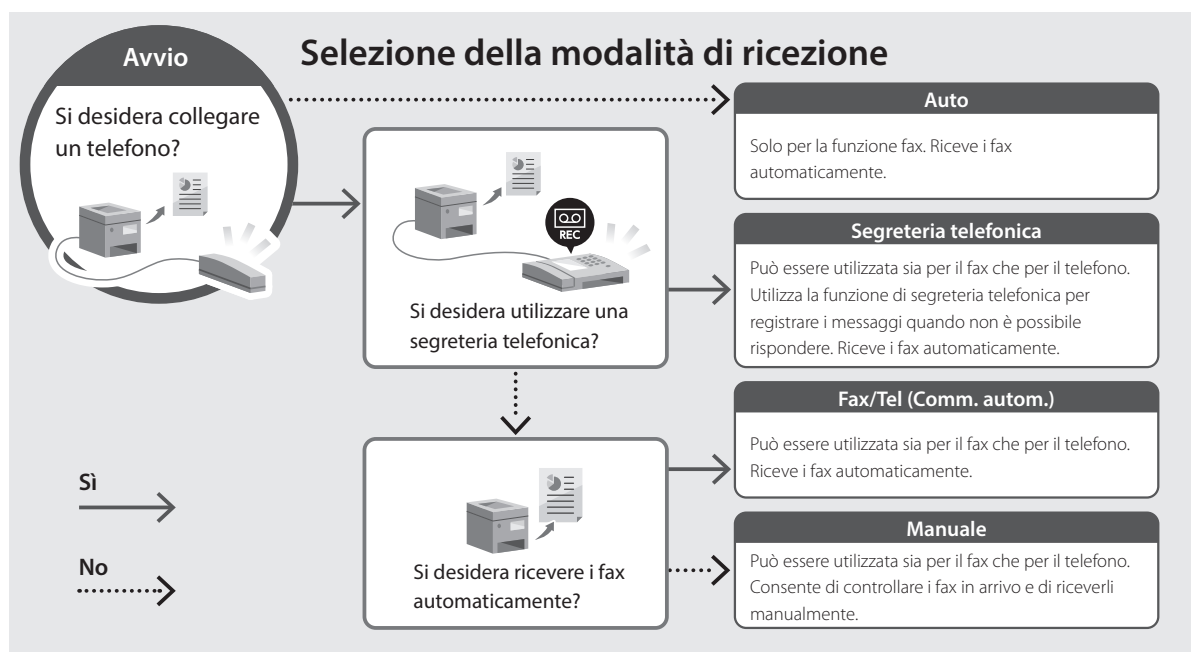 Selezione della modalità di ricezione
Avvio
Si desidera collegare
un telefono?
REC
Si desidera utilizzare una
segreteria telefonica?
Si desidera ricevere i fax
automaticamente?
Auto
Solo per la funzione fax. Riceve i fax
automaticamente.
Segreteria telefonica
Può essere utilizzata sia per il fax che per il telefono.
Utilizza la funzione di segreteria telefonica per
registrare i messaggi quando non è possibile
rispondere. Riceve i fax automaticamente.
Fax/Tel (Comm. autom.)
Può essere utilizzata sia per il fax che per il telefono.
Riceve i fax automaticamente.
Manuale
Può essere utilizzata sia per il fax che per il telefono.
Consente di controllare i fax in arrivo e di riceverli
manualmente.
Sì
No